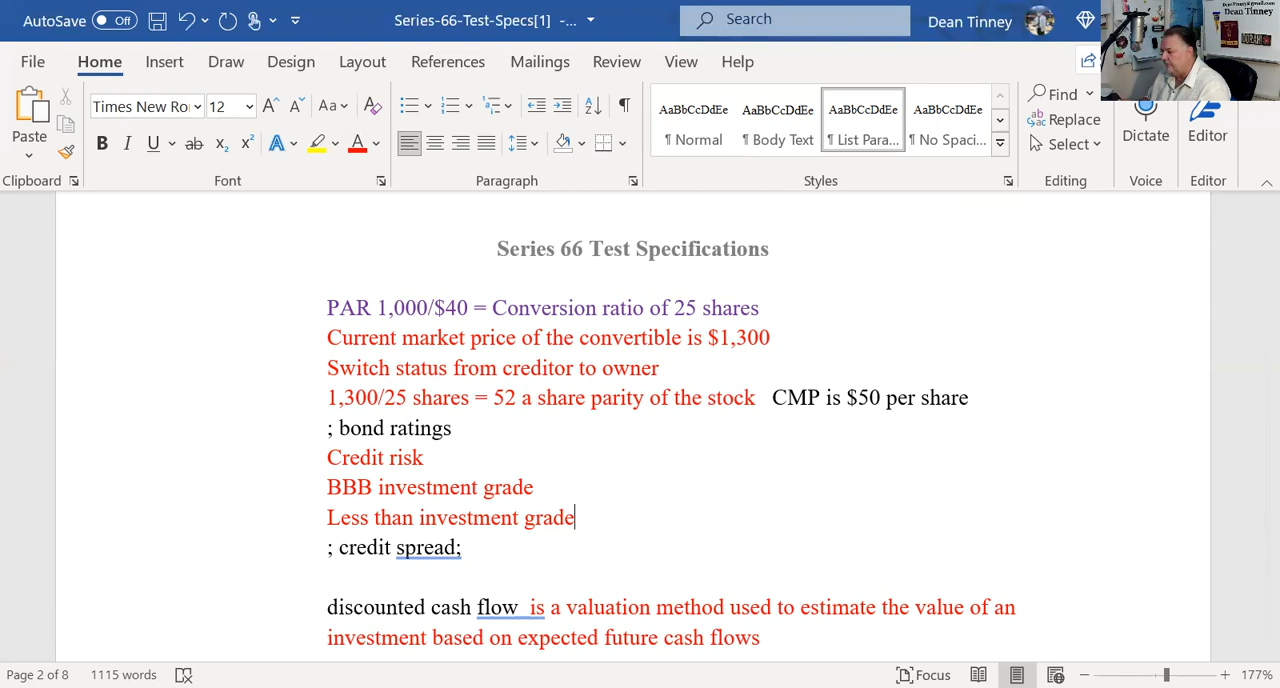 AutoSave Off
Series-66-Test-Specs[1] -...
Search
Dean Tinney
Dean Tinney
File Home Insert Draw Design Layout References Mailings Review View Help
Paste
Clipboard
Times New Ro 12
Font
Paragraph
AaBbCcDdEe AaBbCcDdEe AaBbCcDdEe AaBbCcDdEe
¶ Normal ¶ Body Text ¶ List Para... ¶ No Spaci...
Styles
Find
Replace
Select
Editing
Dictate
Voice
Editor
Editor
Series 66 Test Specifications
PAR 1,000/$40 = Conversion ratio of 25 shares
Current market price of the convertible is $1,300
Switch status from creditor to owner
1,300/25 shares = 52 a share parity of the stock CMP is $50 per share
; bond ratings
Credit risk
BBB investment grade
Less than investment grade
; credit spread;
discounted cash flow is a valuation method used to estimate the value of an
investment based on expected future cash flows
Page 2 of 8 1115 words
Focus
177%